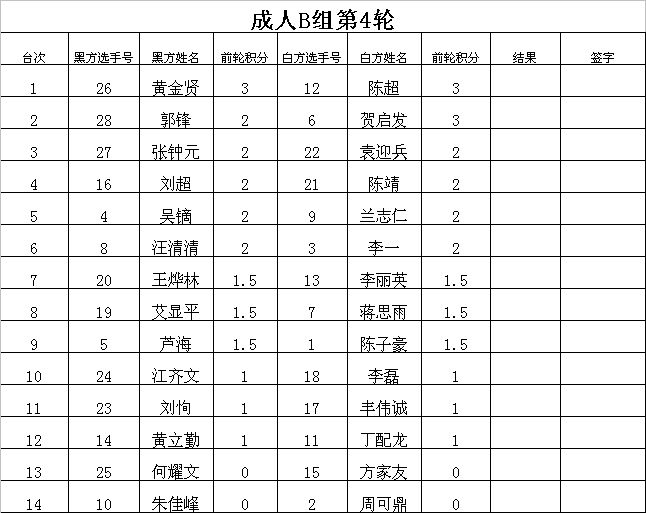 成人B组第4轮
台次 黑方选手号 黑方姓名 前轮积分 白方选手号 白方姓名 前轮积分 结果 签字
1 26 黄金贤 3 12 陈超 3
2 28 郭锋 2 6 贺启发 3
3 27 张钟元 2 22 袁迎兵 2
4 16 刘超 2 21 陈靖 2
5 4 吴镝 2 9 兰志仁 2
6 8 汪清清 2 3 李一 2
7 20 王烨林 1.5 13 李丽英 1.5
8 19 艾显平 1.5 7 蒋思雨 1.5
9 5 芦海 1.5 1 陈子豪 1.5
10 24 江齐文 1 18 李磊 1
11 23 刘恂 1 17 丰伟诚 1
12 14 黄立勤 1 11 丁配龙 1
13 25 何耀文 0 15 方家友 0
14 10 朱佳峰 0 2 周可鼎 0